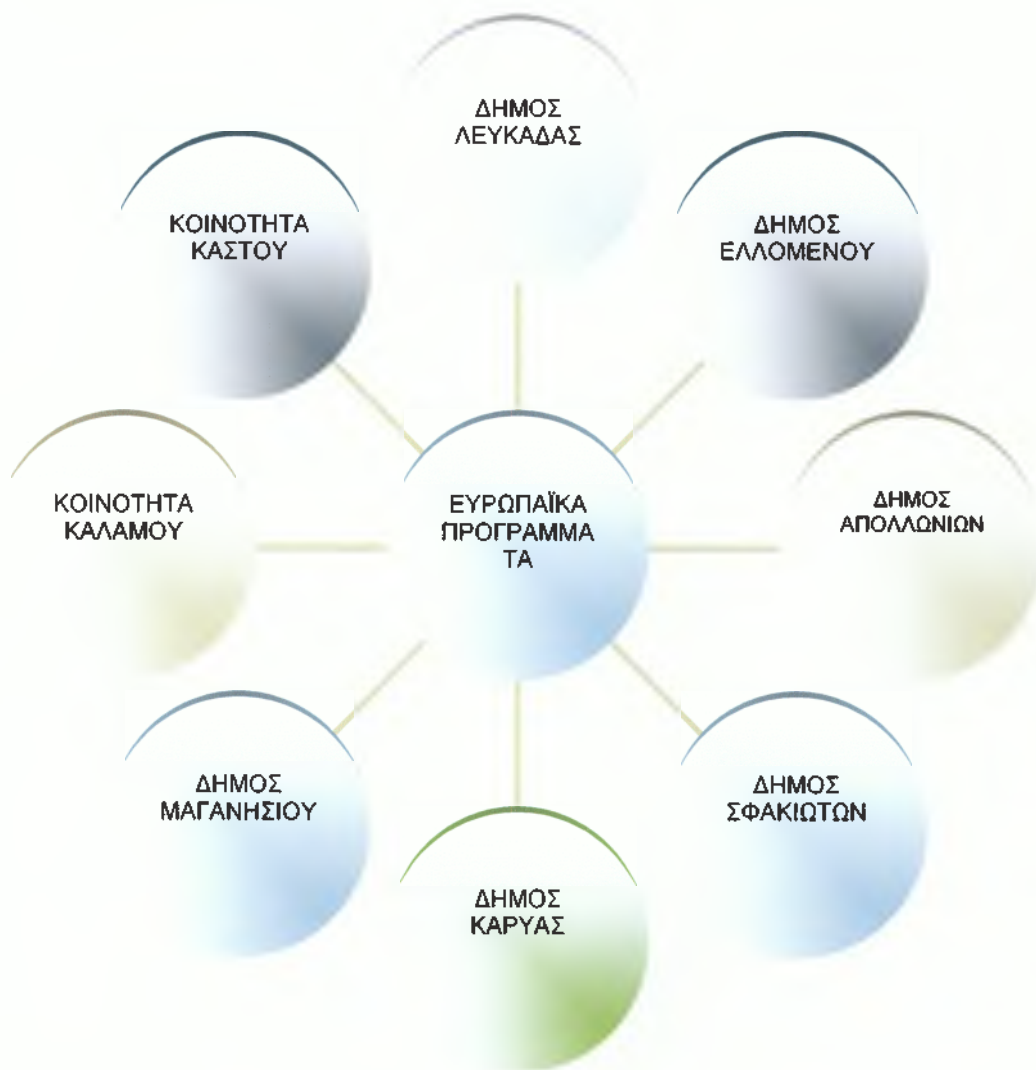 ΔΗΜΟΣ
ΛΕΥΚΑΔΑΣ
ΚΟΙΝΟΤΗΤΑ
ΚΑΣΤΟΥ
ΔΗΜΟΣ
ΕΛΛΟΜΕΝΟΥ
ΚΟΙΝΟΤΗΤΑ
ΚΑΛΑΜΟΥ
ΕΥΡΩΠΑΪΚΑ
ΠΡΟΓΡΑΜΜΑ
ΤΑ
ΔΗΜΟΣ
ΑΠΟΛΛΩΝΙΩΝ
ΔΗΜΟΣ
ΜΑΓΑΝΗΣΙΟΥ
ΔΗΜΟΣ
ΣΦΑΚΙΩΤΩΝ
ΔΗΜΟΣ
ΚΑΡΥΑΣ